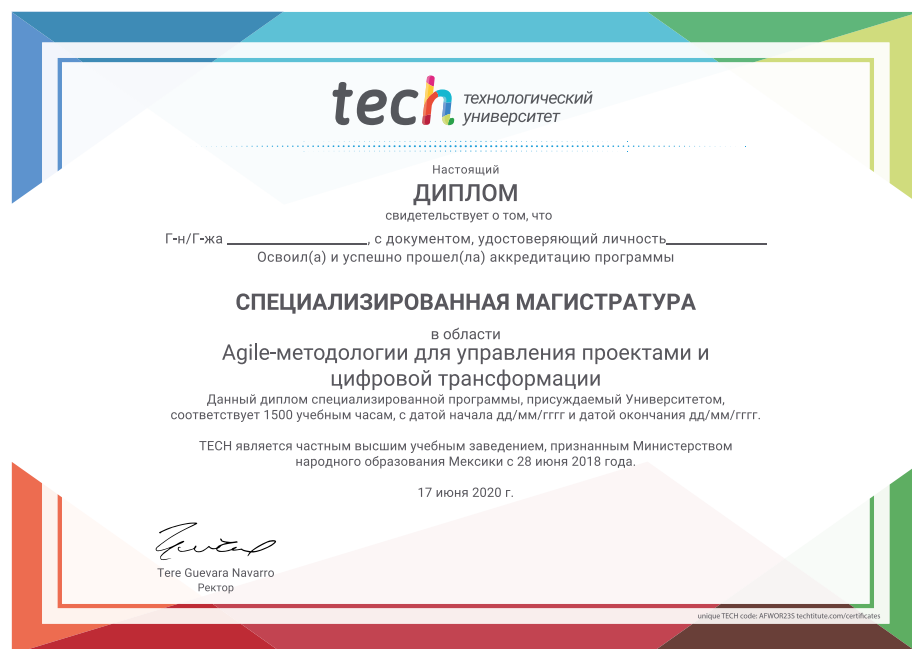 tech технологический
университет
Настоящий
ДИПЛОМ
свидетельствует о том, что
Г-н/Г-жа ____________, с документом, удостоверяющий личность____________
Освоил(а) и успешно прошел(ла) аккредитацию программы
СПЕЦИАЛИЗИРОВАННАЯ МАГИСТРАТУРА
в области
Agile-методологии для управления проектами и
цифровой трансформации
Данный диплом специализированной программы, присуждаемый Университетом,
соответствует 1500 учебным часам, с датой начала дд/мм/гггг и датой окончания дд/мм/гггг.
TECH является частным высшим учебным заведением, признанным Министерством
народного образования Мексики с 28 июня 2018 года.
17 июня 2020 г.
Tere Guevara Navarro
Ректор
unique TECH code: AFWOR23S techtitute.com/certificates